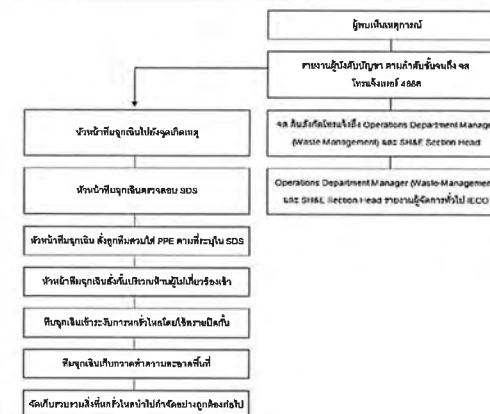 ผู้พบเห็นเหตุการณ์
รายงานผู้บังคับบัญชา ตามลำดับชั้นจนถึง จส
โทรแจ้งเบอร์
หัวหน้าทีมฉุกเฉินไปยังจุดเกิดเหตุ
จส โทรแจ้งถึง Operations Department Manage
(Waste Management) และ SH&E Section Head
หัวหน้าทีมฉุกเฉินตรวจสอบ SDS
Operations Department Manager (Waste Managemen
และ SH&E Section Head รายงานผู้จัดการทั่วไป IECO
หัวหน้าทีมฉุกเฉิน สั่งลูกทีมสวมใส่ PPE ตามที่ระบุใน SDS
หัวหน้าทีมฉุกเฉินสั่งกั้นบริเวณห้ามผู้ไม่เกี่ยวข้องเข้า
ทีมฉุกเฉินเข้าระงับการหกรั่วไหลโดยใช้ทรายปิดกั้น
ทีมฉุกเฉินเก็บกวาดทำความสะอาดพื้นที่
จัดเก็บรวบรวมสิ่งที่หกรั่วไหลนำไปกำจัดอย่างถูกต้องต่อไป